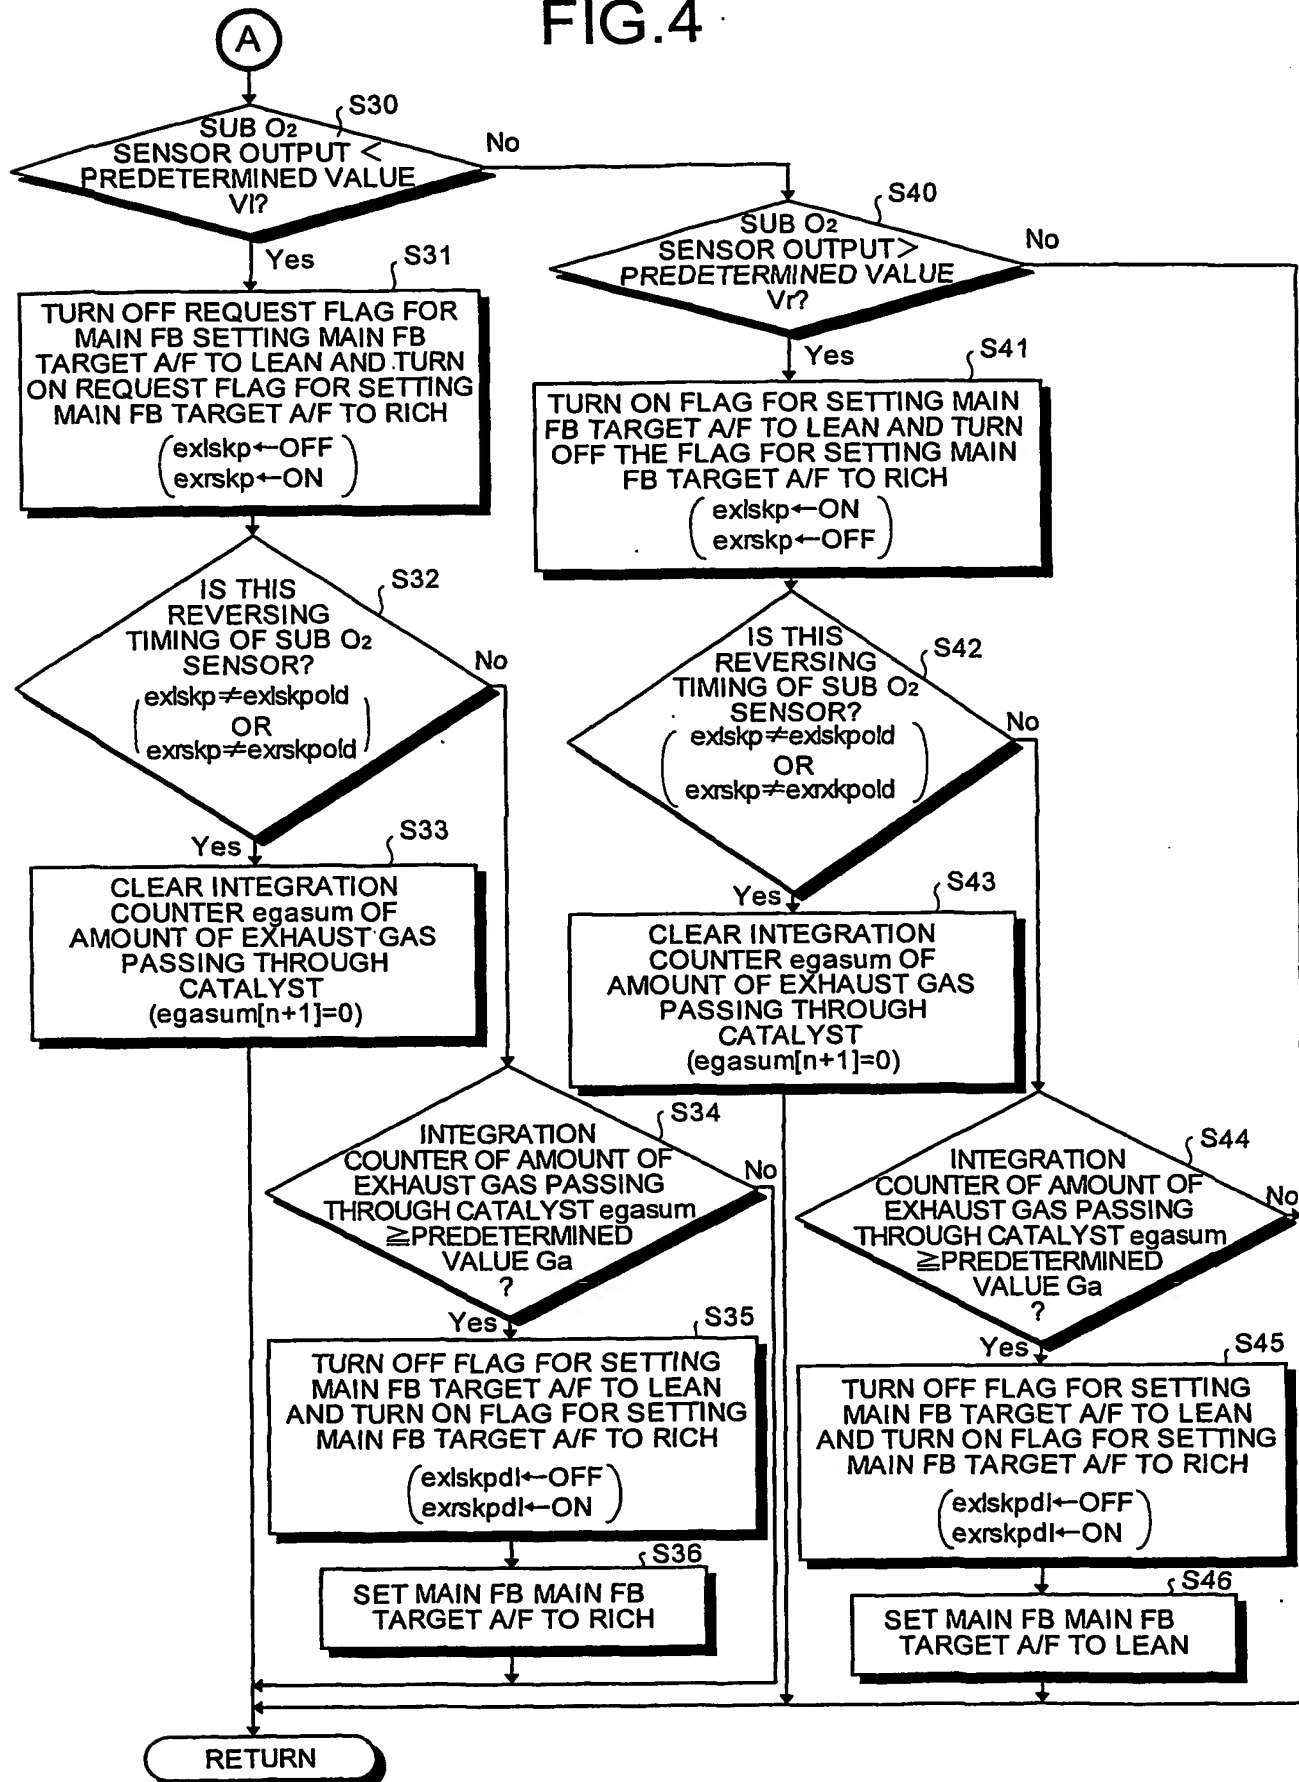 FIG.4
A
S30
SUB O2
SENSOR OUTPUT <
PREDETERMINED VALUE
Vl?
No
Yes
S31
TURN OFF REQUEST FLAG FOR
MAIN FB SETTING MAIN FB
TARGET A/F TO LEAN AND TURN
ON REQUEST FLAG FOR SETTING
MAIN FB TARGET A/F TO RICH
(exlskp←OFF
exrskp←ON)
S32
IS THIS
REVERSING
TIMING OF SUB O2
SENSOR?
(exlskp≠exlskpold
OR
exrskp≠exrskpold)
No
Yes
S33
CLEAR INTEGRATION
COUNTER egasum OF
AMOUNT OF EXHAUST GAS
PASSING THROUGH
CATALYST
(egasum[n+1]=0)
S34
INTEGRATION
COUNTER OF AMOUNT OF
EXHAUST GAS PASSING
THROUGH CATALYST egasum
≧PREDETERMINED
VALUE Ga
?
No
Yes
S35
TURN OFF FLAG FOR SETTING
MAIN FB TARGET A/F TO LEAN
AND TURN ON FLAG FOR SETTING
MAIN FB TARGET A/F TO RICH
(exlskpdl←OFF
exrskpdl←ON)
S36
SET MAIN FB MAIN FB
TARGET A/F TO RICH
S40
SUB O2
SENSOR OUTPUT>
PREDETERMINED VALUE
Vr?
No
Yes
S41
TURN ON FLAG FOR SETTING MAIN
FB TARGET A/F TO LEAN AND TURN
OFF THE FLAG FOR SETTING MAIN
FB TARGET A/F TO RICH
(exlskp←ON
exrskp←OFF)
S42
IS THIS
REVERSING
TIMING OF SUB O2
SENSOR?
(exlskp≠exlskpold
OR
exrskp≠exrxkpold)
No
Yes
S43
CLEAR INTEGRATION
COUNTER egasum OF
AMOUNT OF EXHAUST GAS
PASSING THROUGH
CATALYST
(egasum[n+1]=0)
S44
INTEGRATION
COUNTER OF AMOUNT OF
EXHAUST GAS PASSING
THROUGH CATALYST egasum
≧PREDETERMINED
VALUE Ga
?
No
Yes
S45
TURN OFF FLAG FOR SETTING
MAIN FB TARGET A/F TO LEAN
AND TURN ON FLAG FOR SETTING
MAIN FB TARGET A/F TO RICH
(exlskpdl←OFF
exrskpdl←ON)
S46
SET MAIN FB MAIN FB
TARGET A/F TO LEAN
RETURN